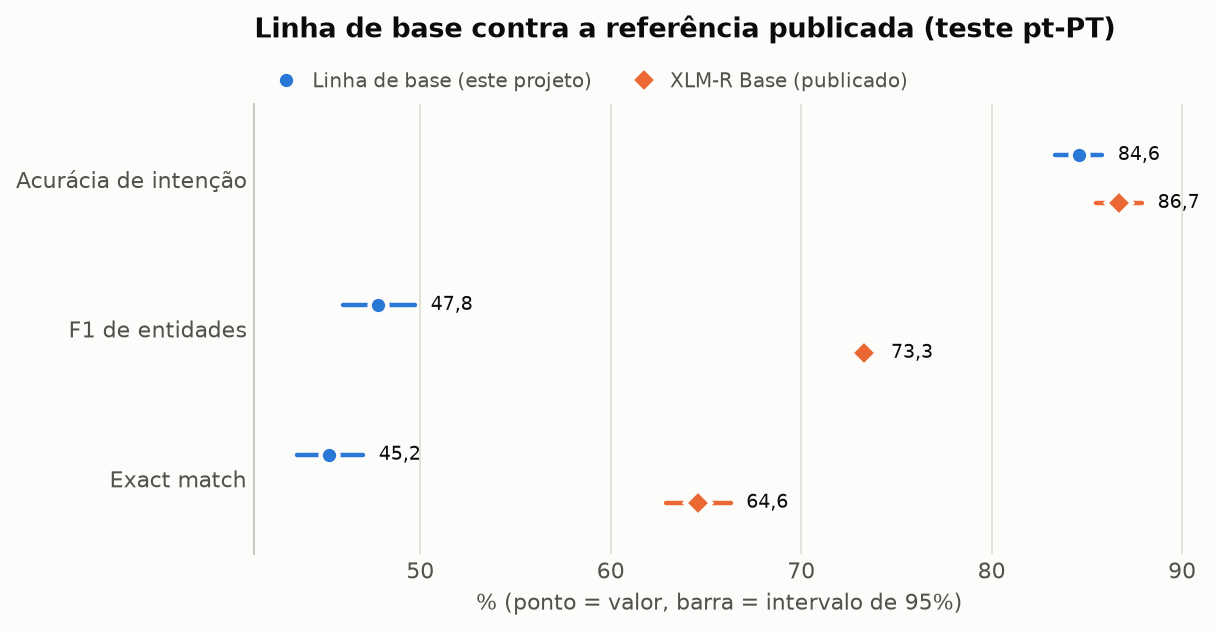 Linha de base contra a referência publicada (teste pt-PT)
Linha de base (este projeto)
XLM-R Base (publicado)
Acurácia de intenção
84,6
86,7
F1 de entidades
47,8
73,3
Exact match
45,2
64,6
50
60
70
80
90
% (ponto = valor, barra = intervalo de 95%)